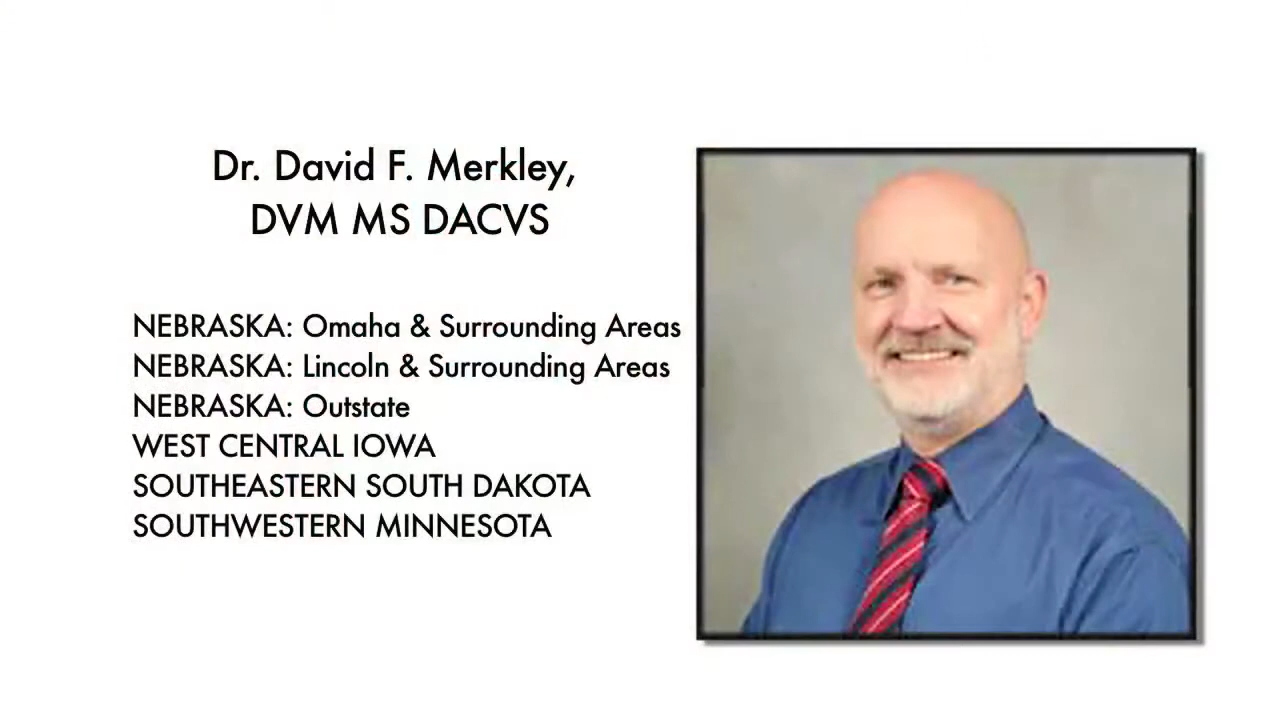 Dr. David F. Merkley,
DVM MS DACVS
NEBRASKA: Omaha & Surrounding Areas
NEBRASKA: Lincoln & Surrounding Areas
NEBRASKA: Outstate
WEST CENTRAL IOWA
SOUTHEASTERN SOUTH DAKOTA
SOUTHWESTERN MINNESOTA